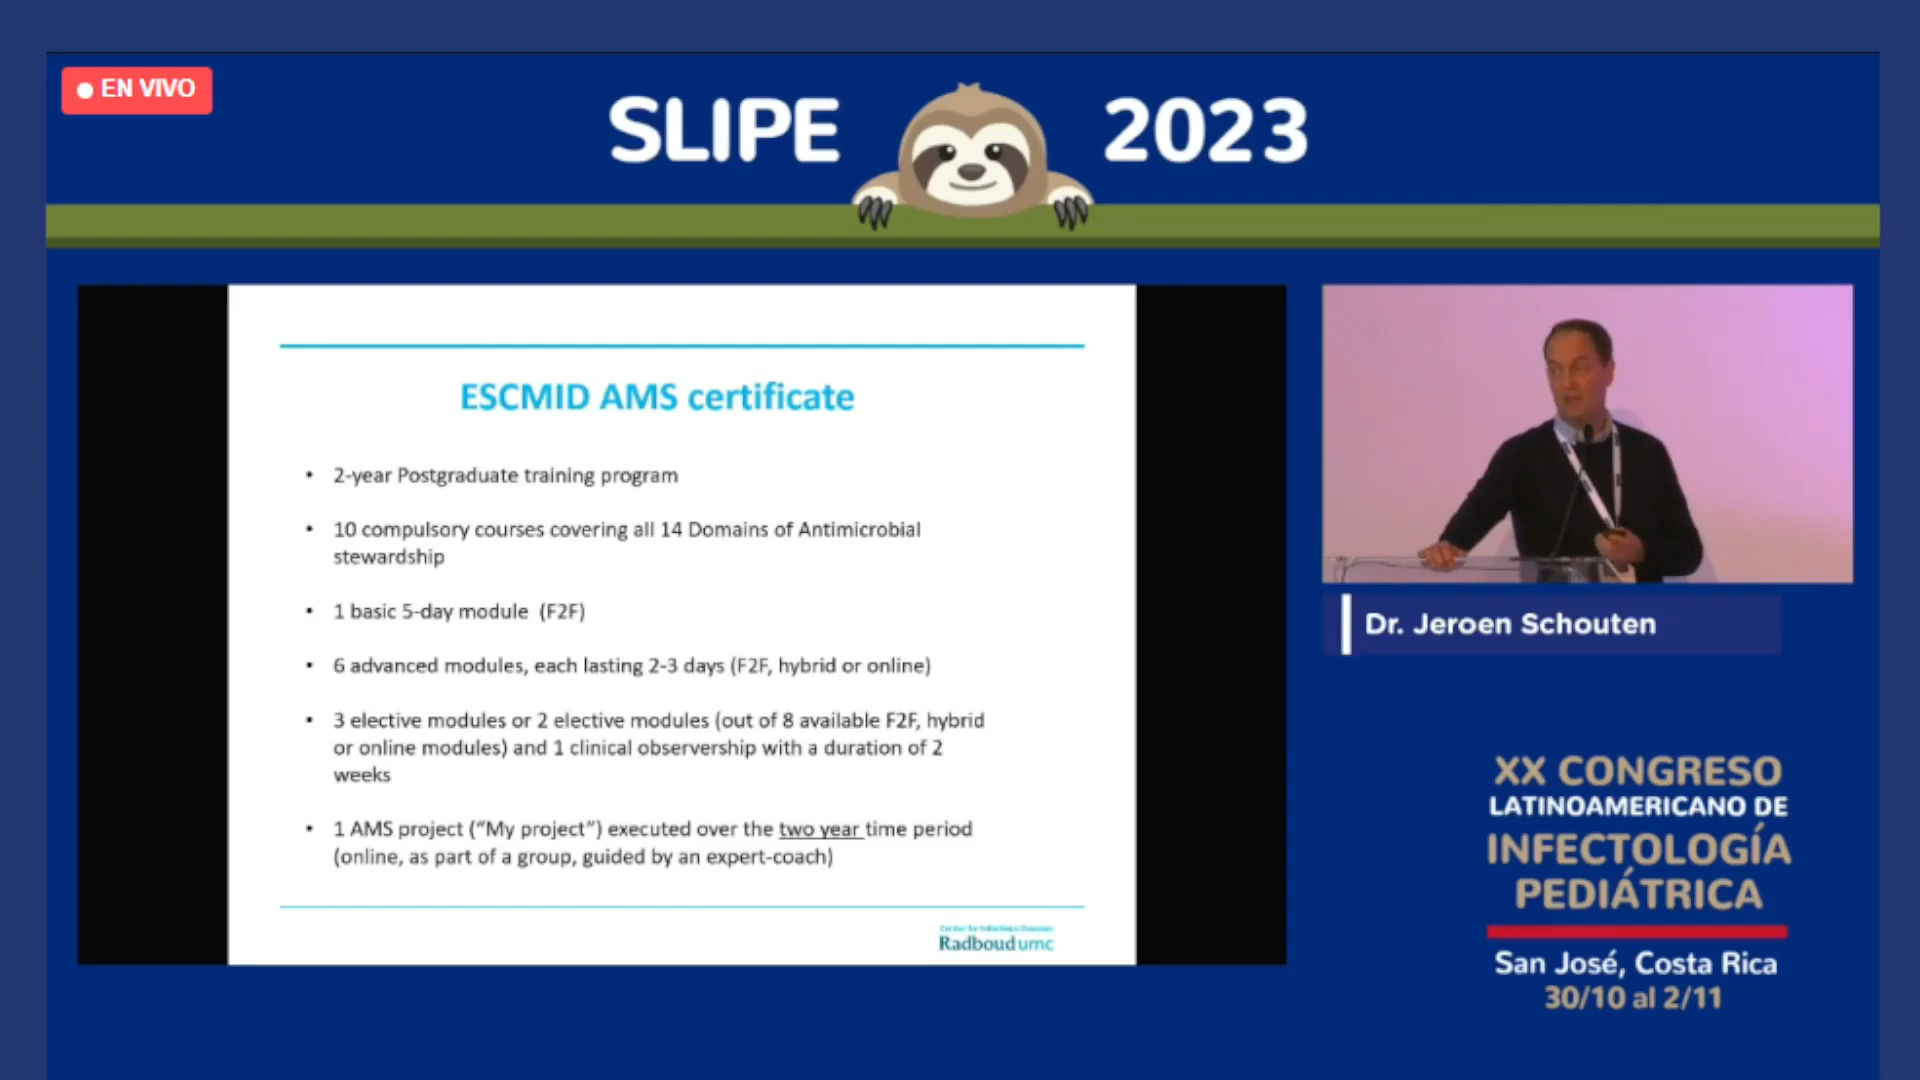 EN VIVO
SLIPE 2023
ESCMID AMS certificate
• 2-year Postgraduate training program
• 10 compulsory courses covering all 14 Domains of Antimicrobial
stewardship
• 1 basic 5-day module (F2F)
• 6 advanced modules, each lasting 2-3 days (F2F, hybrid or online)
• 3 elective modules or 2 elective modules (out of 8 available F2F, hybrid
or online modules) and 1 clinical observership with a duration of 2
weeks
• 1 AMS project (“My project”) executed over the two year time period
(online, as part of a group, guided by an expert-coach)
Center for Infectious Diseases
Radboudumc
Dr. Jeroen Schouten
XX CONGRESO
LATINOAMERICANO DE
INFECTOLOGÍA
PEDIÁTRICA
San José, Costa Rica
30/10 al 2/11